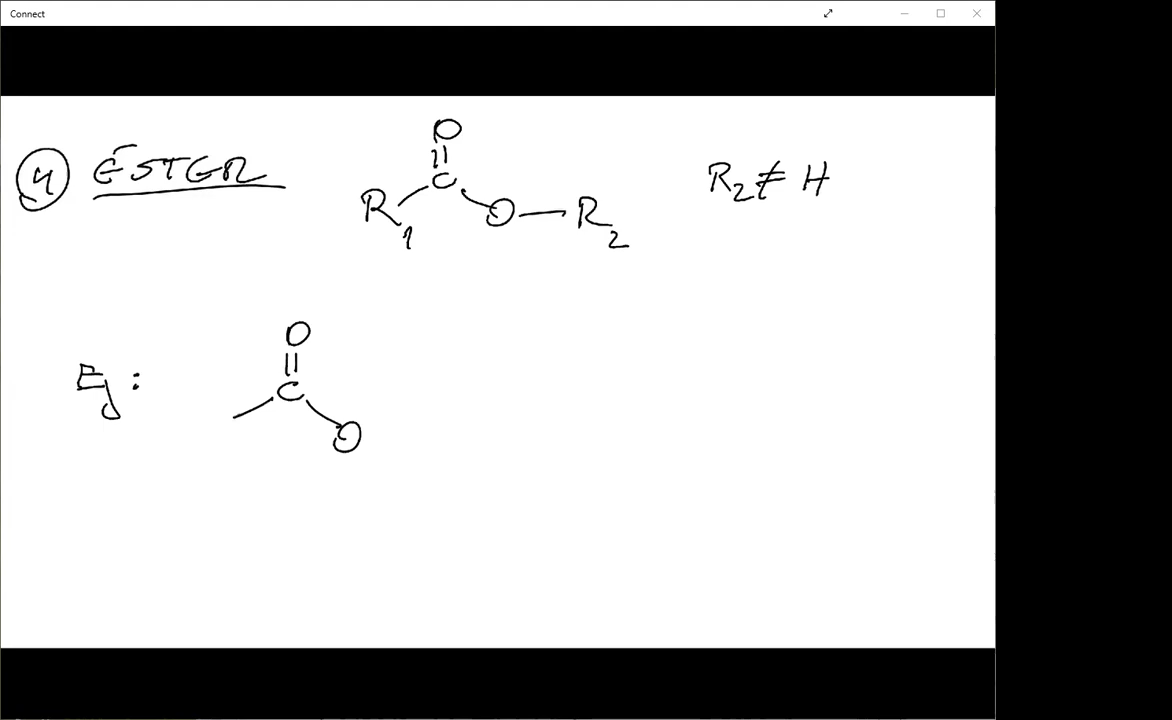 Connect
4 ESTER
O
||
R1 C O — R2
R2 ≠ H
Eg:
O
||
C
O